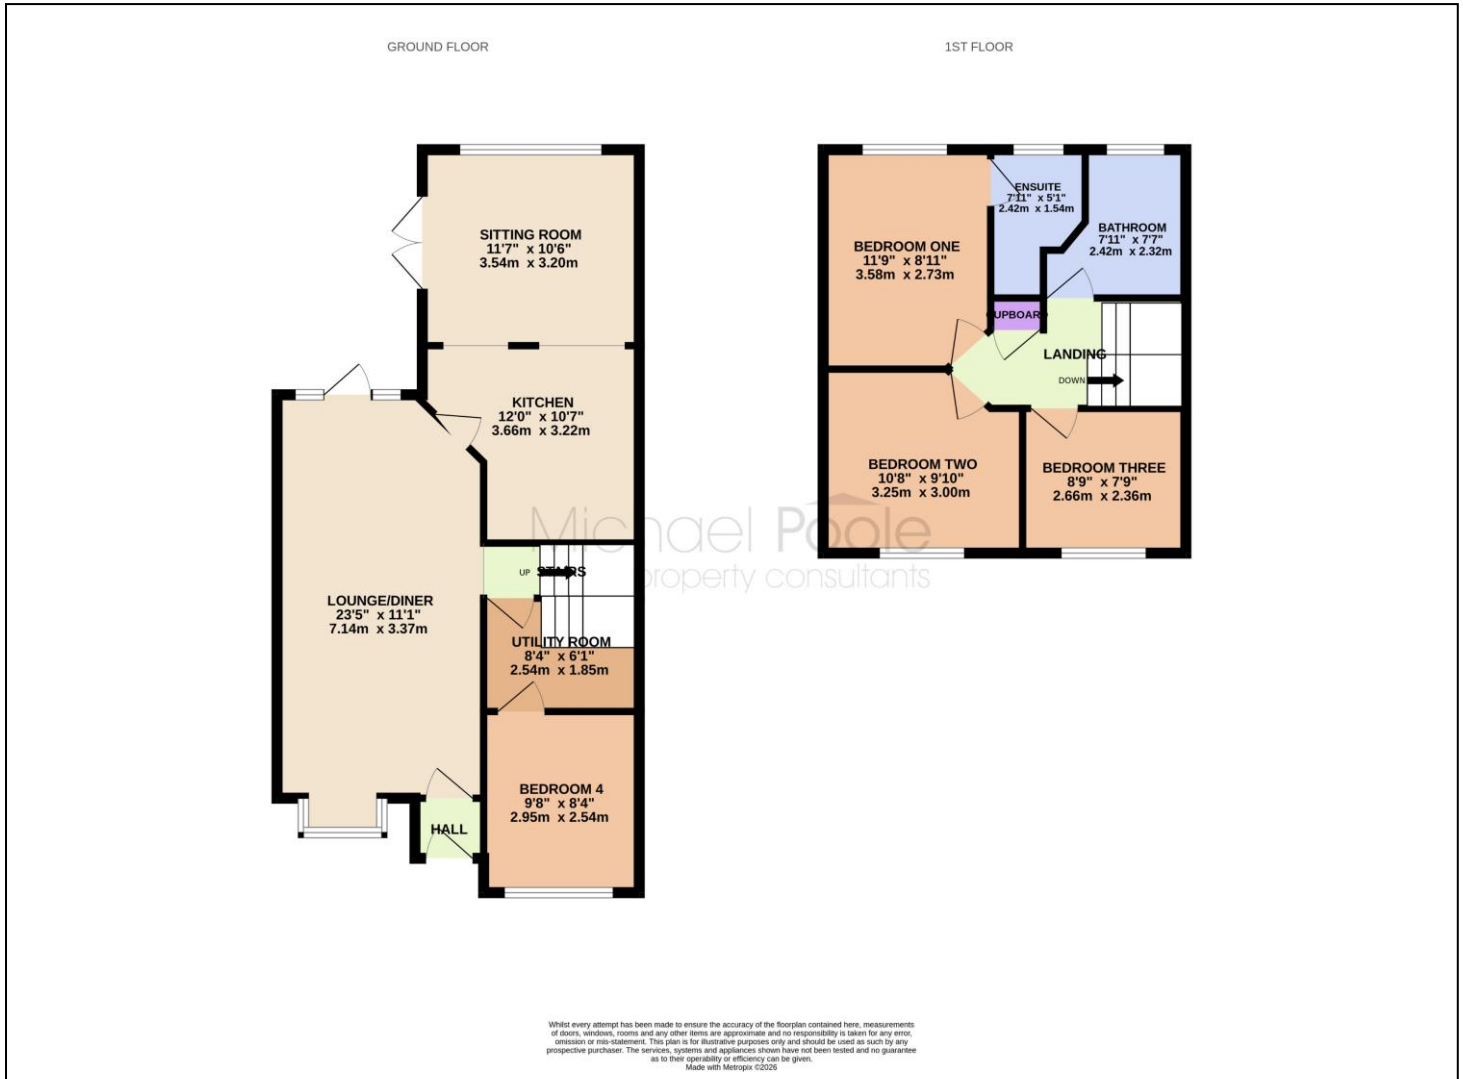 GROUND FLOOR
1ST FLOOR
SITTING ROOM
11'7" x 10'6"
3.54m x 3.20m
KITCHEN
12'0" x 10'7"
3.66m x 3.22m
LOUNGE/DINER
23'5" x 11'1"
7.14m x 3.37m
UP
STAIRS
UTILITY ROOM
8'4" x 6'1"
2.54m x 1.85m
BEDROOM 4
9'8" x 8'4"
2.95m x 2.54m
HALL
BEDROOM ONE
11'9" x 8'11"
3.58m x 2.73m
ENSUITE
7'11" x 5'1"
2.42m x 1.54m
BATHROOM
7'11" x 7'7"
2.42m x 2.32m
CUPBOARD
LANDING
DOWN
BEDROOM TWO
10'8" x 9'10"
3.25m x 3.00m
BEDROOM THREE
8'9" x 7'9"
2.66m x 2.36m
Michael Poole
property consultants
Whilst every attempt has been made to ensure the accuracy of the floorplan contained here, measurements
of doors, windows, rooms and any other items are approximate and no responsibility is taken for any error,
omission or mis-statement. This plan is for illustrative purposes only and should be used as such by any
prospective purchaser. The services, systems and appliances shown have not been tested and no guarantee
as to their operability or efficiency can be given.
Made with Metropix ©2026